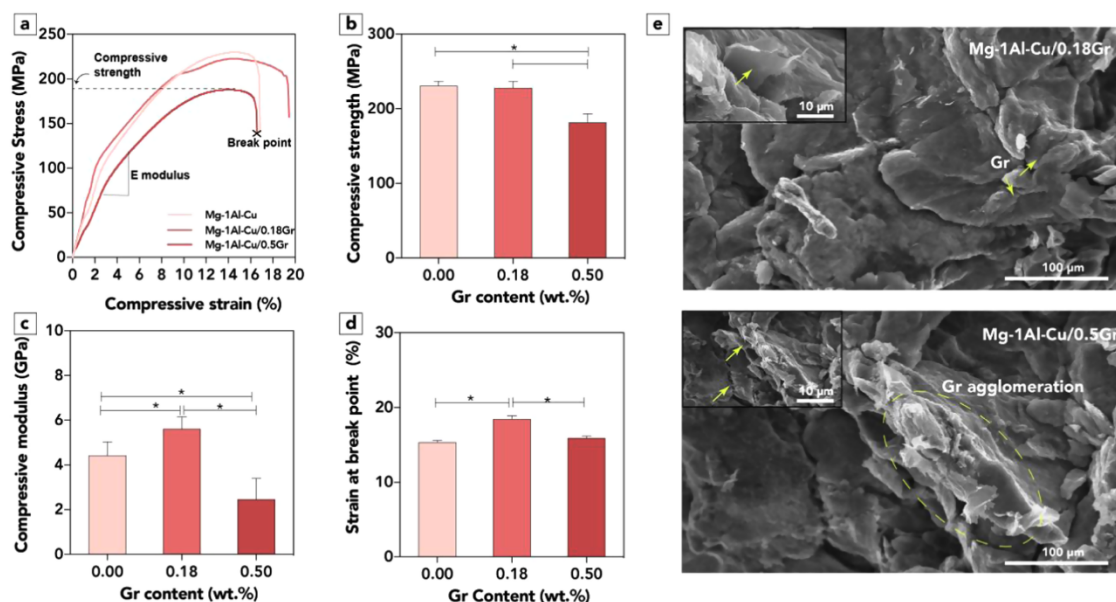 a
250
200
150
100
50
0
Compressive Stress (MPa)
Compressive
strength
Break point
E modulus
Mg-1Al-Cu
Mg-1Al-Cu/0.18Gr
Mg-1Al-Cu/0.5Gr
0 2 4 6 8 10 12 14 16 18 20
Compressive strain (%)
b
300
200
100
0
Compressive strength (MPa)
*
*
0.00 0.18 0.50
Gr content (wt.%)
c
10
8
6
4
2
0
Compressive modulus (GPa)
*
* *
0.00 0.18 0.50
Gr content (wt.%)
d
30
20
10
0
Strain at break point (%)
* *
0.00 0.18 0.50
Gr Content (wt.%)
e
Mg-1Al-Cu/0.18Gr
10 µm
Gr
100 µm
Mg-1Al-Cu/0.5Gr
10 µm
Gr agglomeration
100 µm